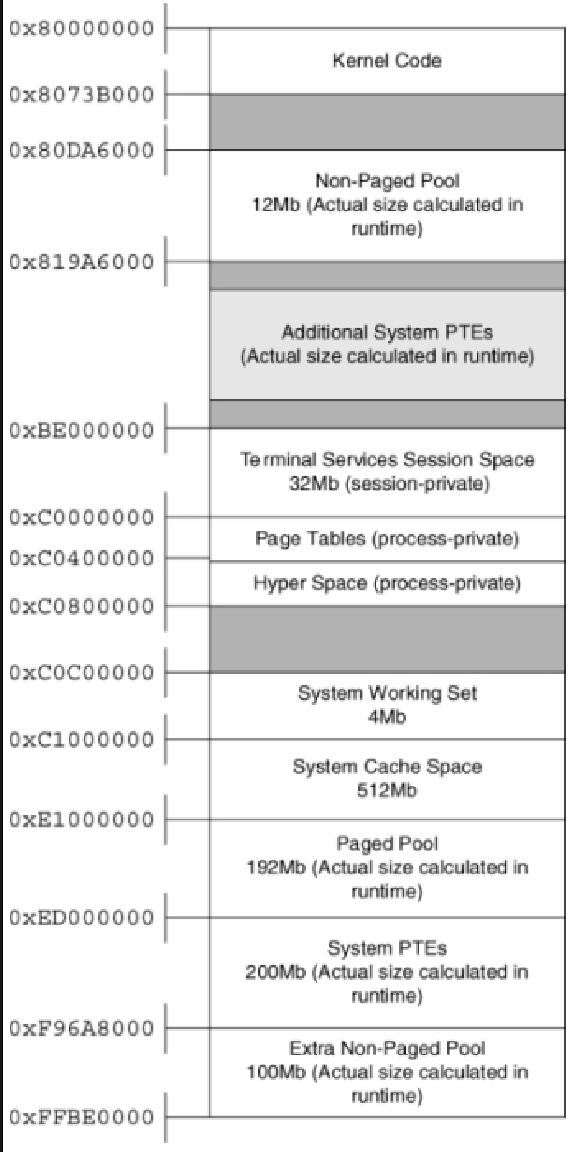 0x80000000
Kernel Code
0x8073B000
0x80DA6000
Non-Paged Pool
12Mb (Actual size calculated in
runtime)
0x819A6000
Additional System PTEs
(Actual size calculated in runtime)
0xBE000000
Terminal Services Session Space
32Mb (session-private)
0xC0000000
Page Tables (process-private)
0xC0400000
Hyper Space (process-private)
0xC0800000
0xC0C00000
System Working Set
4Mb
0xC1000000
System Cache Space
512Mb
0xE1000000
Paged Pool
192Mb (Actual size calculated in
runtime)
0xED000000
System PTEs
200Mb (Actual size calculated in
runtime)
0xF96A8000
Extra Non-Paged Pool
100Mb (Actual size calculated in
runtime)
0xFFBE0000